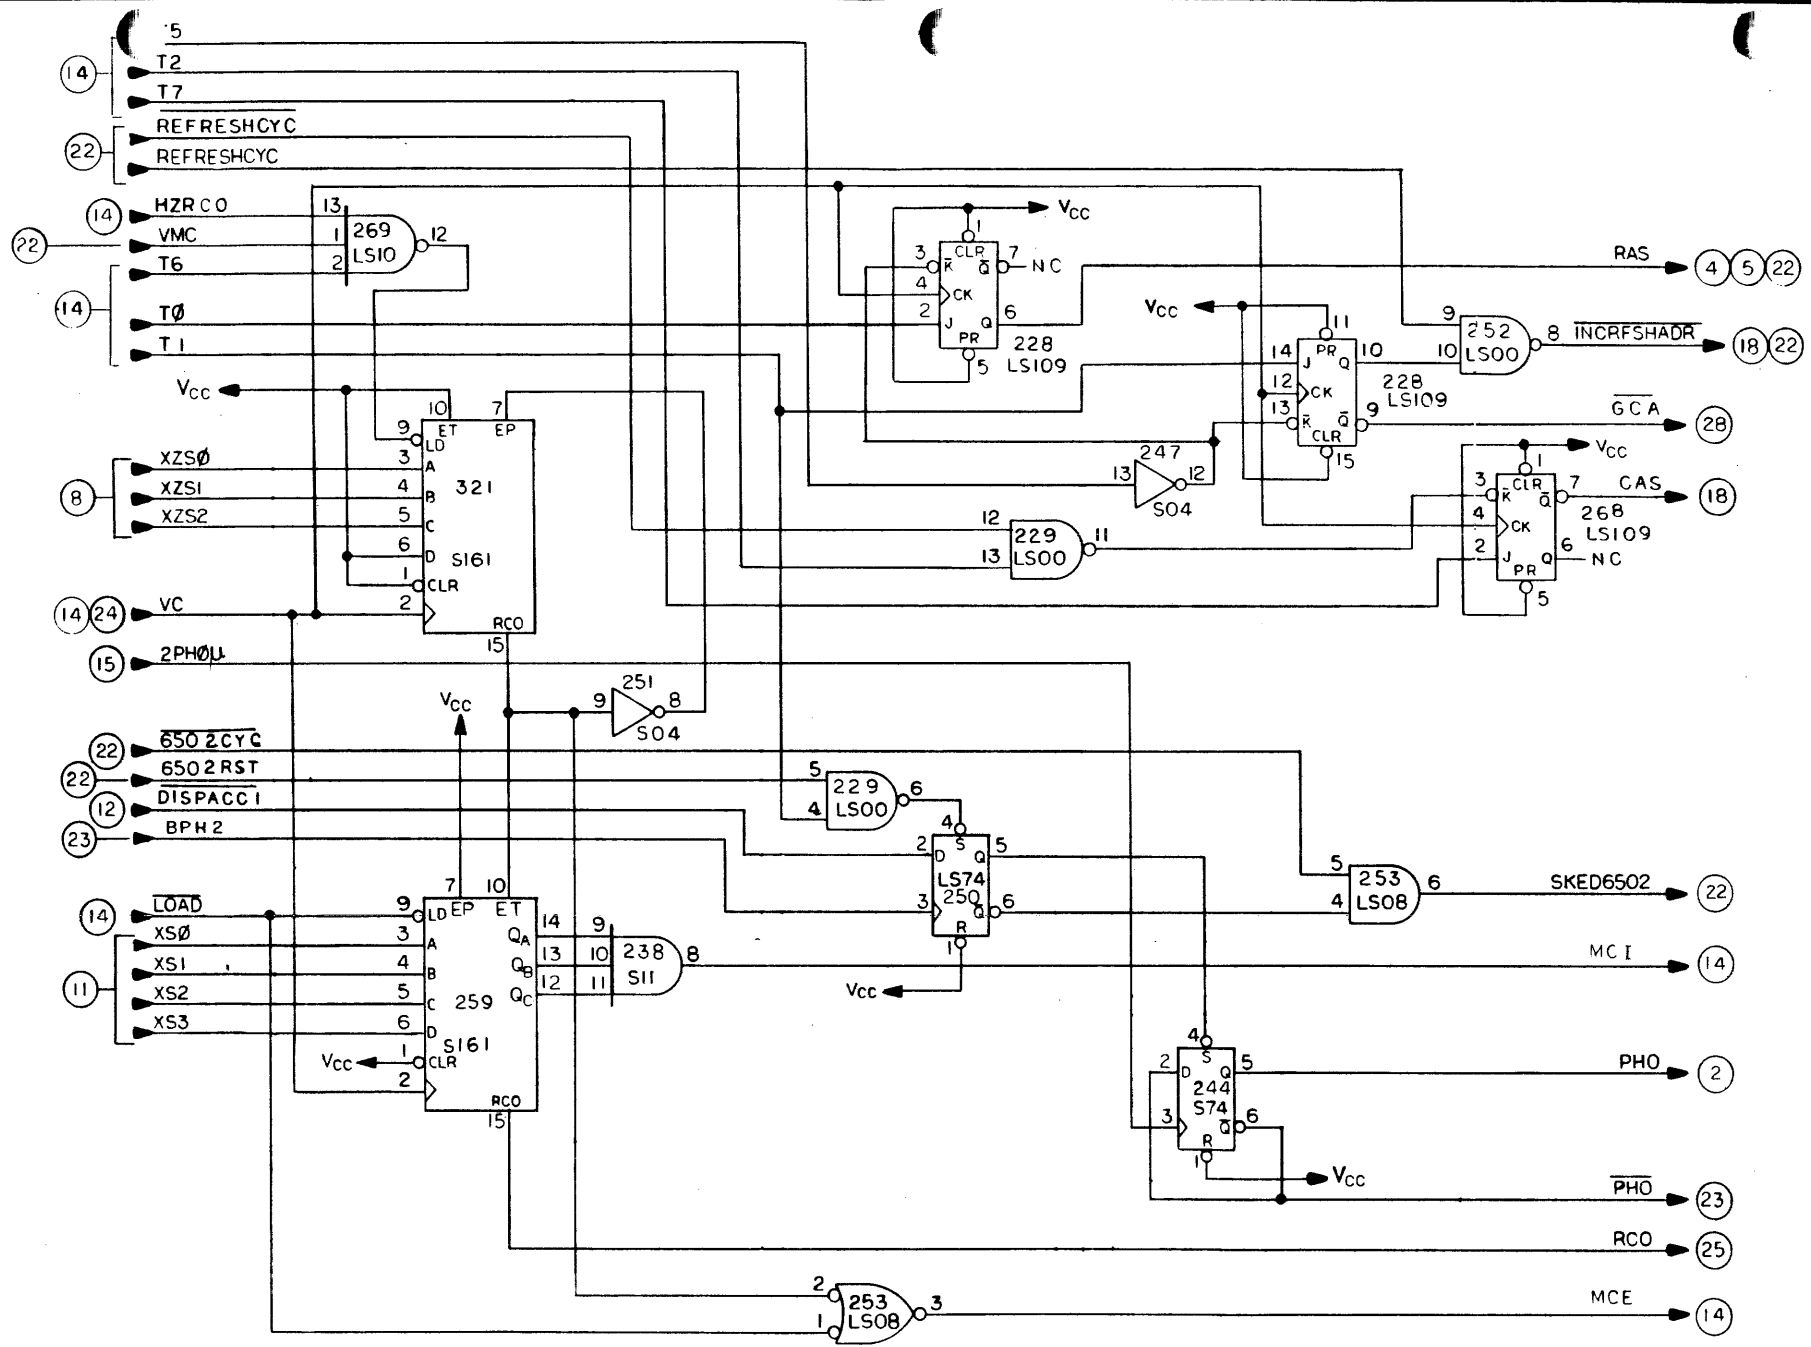 5
14
T2
T7
REFRESHCYC
22
REFRESHCYC
14
HZRCO
13
22
VMC
1
269
LS10
12
T6
2
14
TØ
T1
VCC
1
CLR
3
K
Q
7
NC
4
CK
2
J
Q
6
PR
5
228
LS109
RAS
4
5
22
VCC
11
14
J
PR
Q
10
12
CK
13
K
Q
9
CLR
15
228
LS109
9
10
252
LS00
8
INCRFSHADR
18
22
GCA
28
VCC
10
ET
7
EP
9
LD
8
XZSØ
3
A
XZS1
4
B
XZS2
5
C
6
D
1
CLR
2
321
S161
RCO
15
14
24
VC
13
247
12
S04
12
13
229
LS00
11
VCC
1
CLR
3
K
Q
7
4
CK
2
J
Q
6
NC
PR
5
268
LS109
CAS
18
15
2PHØµ
VCC
9
251
8
S04
22
6502CYC
22
6502RST
12
DISPACC1
23
BPH2
5
4
229
LS00
6
4
S
2
D
Q
5
LS74
250
3
Q
6
R
1
VCC
5
4
253
LS08
6
SKED6502
22
14
LOAD
7
EP
10
ET
9
LD
11
XSØ
3
A
XS1
4
B
XS2
5
C
XS3
6
D
VCC
1
CLR
2
QA
14
QB
13
QC
12
259
S161
RCO
15
9
10
11
238
S11
8
MC1
14
4
S
2
D
Q
5
244
S74
3
Q
6
R
1
VCC
PHO
2
PHO
23
RCO
25
2
1
253
LS08
3
MCE
14